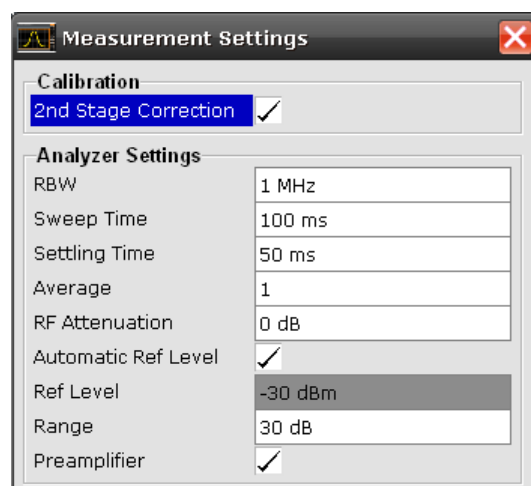 Measurement Settings
Calibration
2nd Stage Correction
Analyzer Settings
RBW 1 MHz
Sweep Time 100 ms
Settling Time 50 ms
Average 1
RF Attenuation 0 dB
Automatic Ref Level
Ref Level -30 dBm
Range 30 dB
Preamplifier